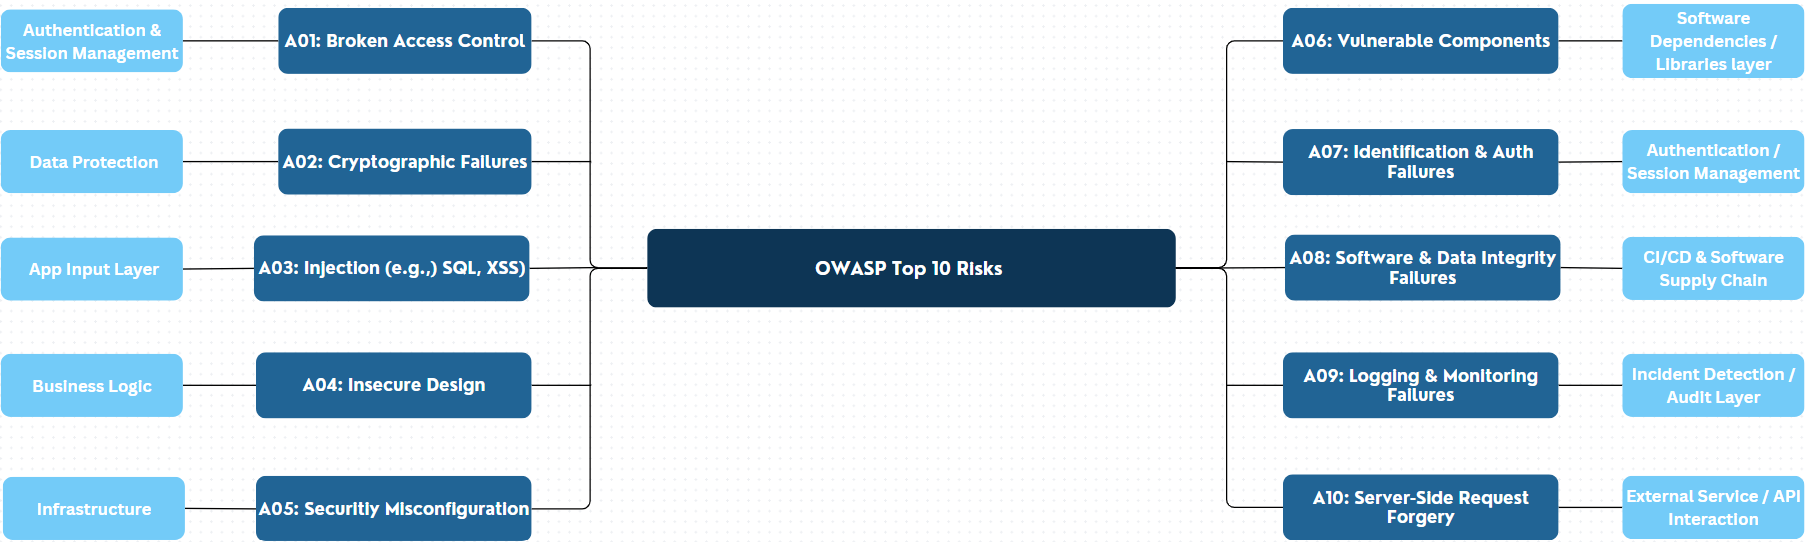 Authentication &
Session Management
A01: Broken Access Control
Data Protection
A02: Cryptographic Failures
App Input Layer
A03: Injection (e.g.,) SQL, XSS)
Business Logic
A04: Insecure Design
Infrastructure
A05: Securitiy Misconfiguration
OWASP Top 10 Risks
A06: Vulnerable Components
Software
Dependencies /
Libraries layer
A07: Identification & Auth
Failures
Authentication /
Session Management
A08: Software & Data Integrity
Failures
CI/CD & Software
Supply Chain
A09: Logging & Monitoring
Failures
Incident Detection /
Audit Layer
A10: Server-Side Request
Forgery
External Service / API
Interaction